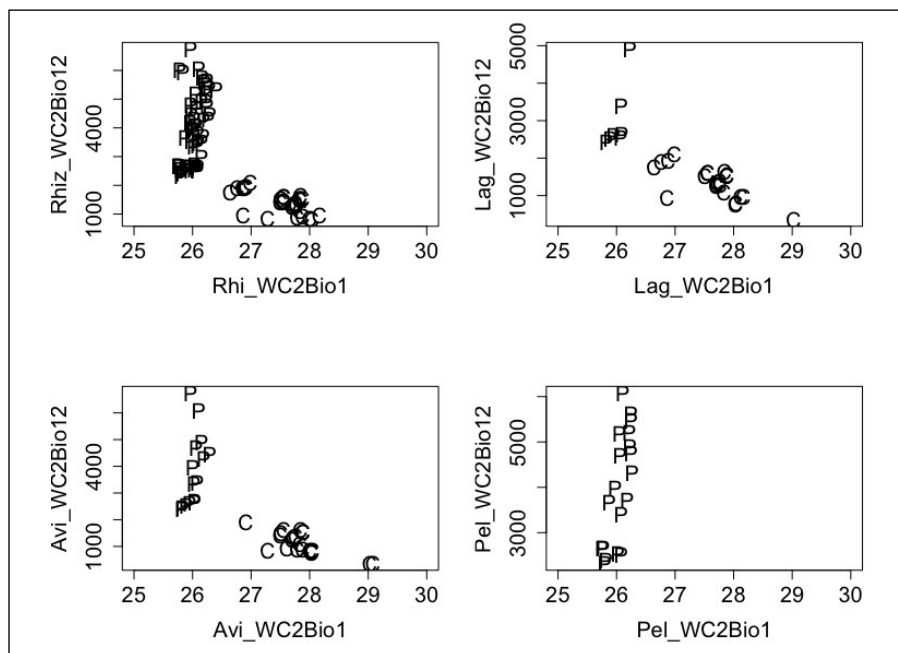 Rhiz_WC2Bio12
4000
1000
25 26 27 28 29 30
Rhi_WC2Bio1
Lag_WC2Bio12
5000
3000
1000
25 26 27 28 29 30
Lag_WC2Bio1
Avi_WC2Bio12
4000
1000
25 26 27 28 29 30
Avi_WC2Bio1
Pel_WC2Bio12
5000
3000
25 26 27 28 29 30
Pel_WC2Bio1